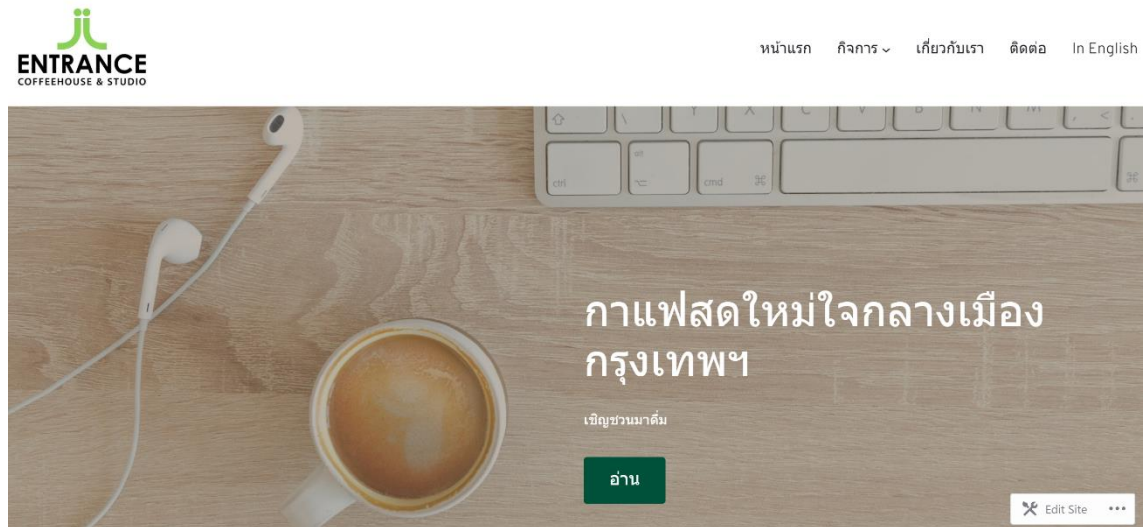 ENTRANCE
COFFEEHOUSE & STUDIO
หน้าแรก กิจการ เกี่ยวกับเรา ติดต่อ In English
Y X C V B N M , <
ctrl alt cmd ⌘
กาแฟสดใหม่ใจกลางเมือง
กรุงเทพฯ
เชิญชวนมาดื่ม
อ่าน
Edit Site •••